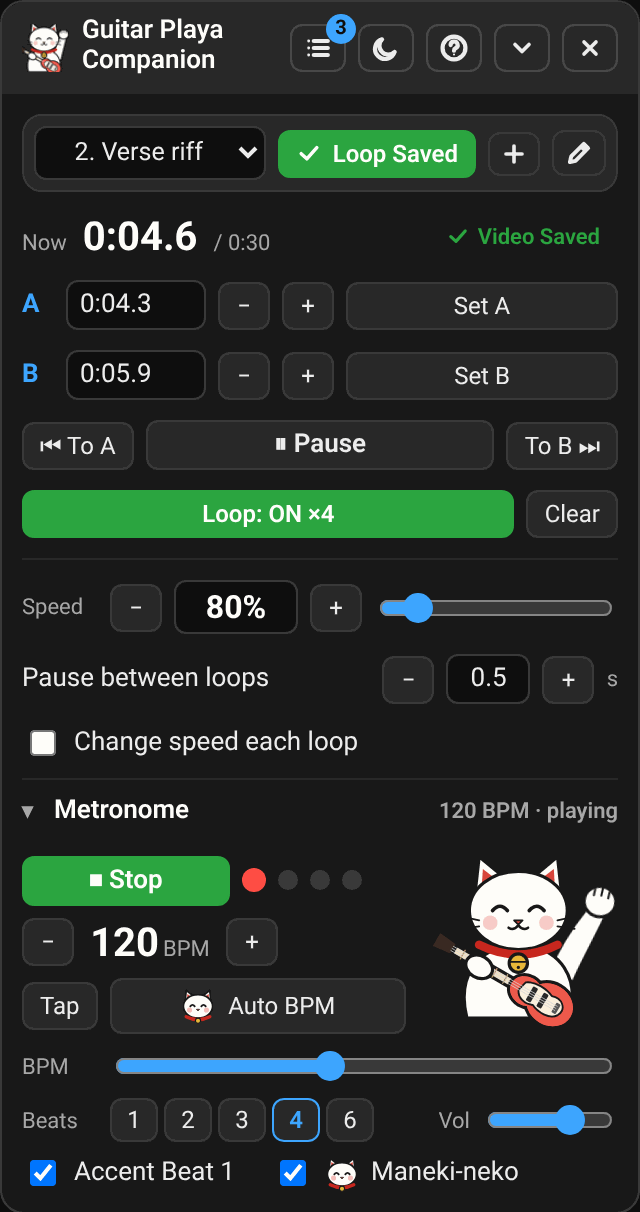 Guitar Playa
Companion
3
2. Verse riff
✓ Loop Saved
+
Now 0:04.6 / 0:30
✓ Video Saved
A 0:04.3 − + Set A
B 0:05.9 − + Set B
⏮ To A
⏸ Pause
To B ⏭
Loop: ON ×4
Clear
Speed − 80% +
Pause between loops − 0.5 + s
Change speed each loop
▼ Metronome
120 BPM · playing
⏹ Stop
− 120 BPM +
Tap
Auto BPM
BPM
Beats 1 2 3 4 6
Vol
Accent Beat 1
Maneki-neko